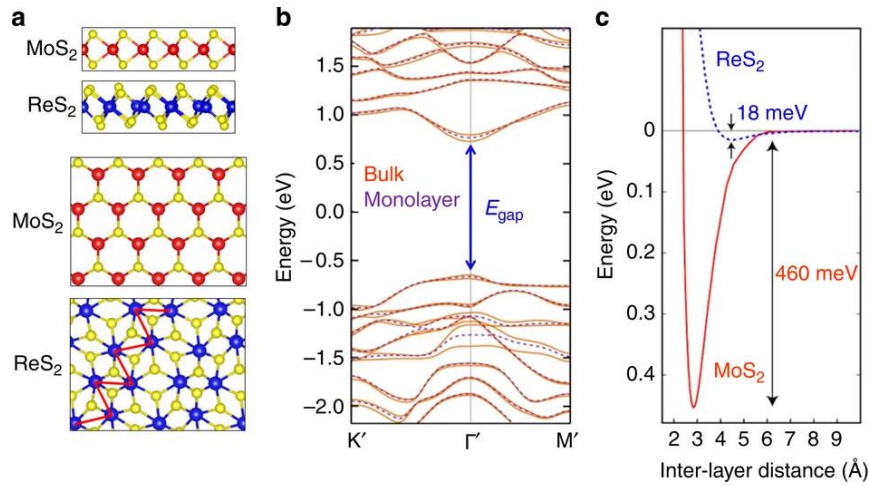 a
MoS2
ReS2
MoS2
ReS2
b
Energy (eV)
1.5
1.0
0.5
0.0
−0.5
−1.0
−1.5
−2.0
Bulk
Monolayer
Egap
K′
Γ′
M′
c
Energy (eV)
0
0.1
0.2
0.3
0.4
ReS2
18 meV
460 meV
MoS2
2 3 4 5 6 7 8 9
Inter-layer distance (Å)